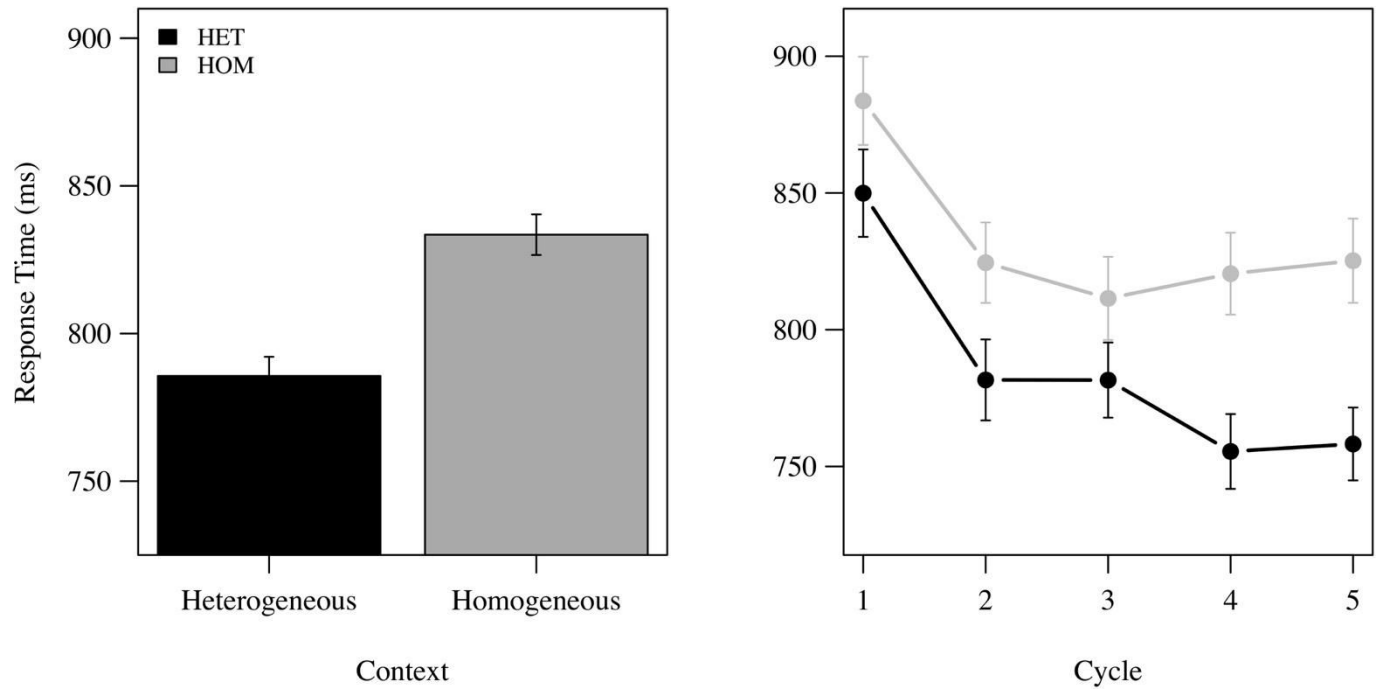 HET
HOM
Response Time (ms)
900
850
800
750
Heterogeneous
Homogeneous
Context
900
850
800
750
1
2
3
4
5
Cycle